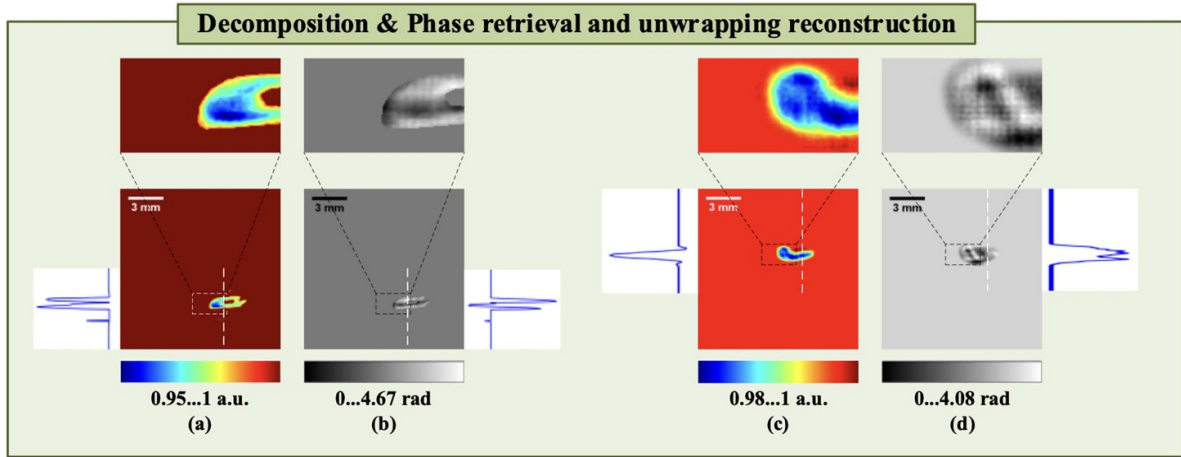 Decomposition & Phase retrieval and unwrapping reconstruction
3 mm
3 mm
3 mm
3 mm
0.95...1 a.u.
0...4.67 rad
0.98...1 a.u.
0...4.08 rad
(a)
(b)
(c)
(d)